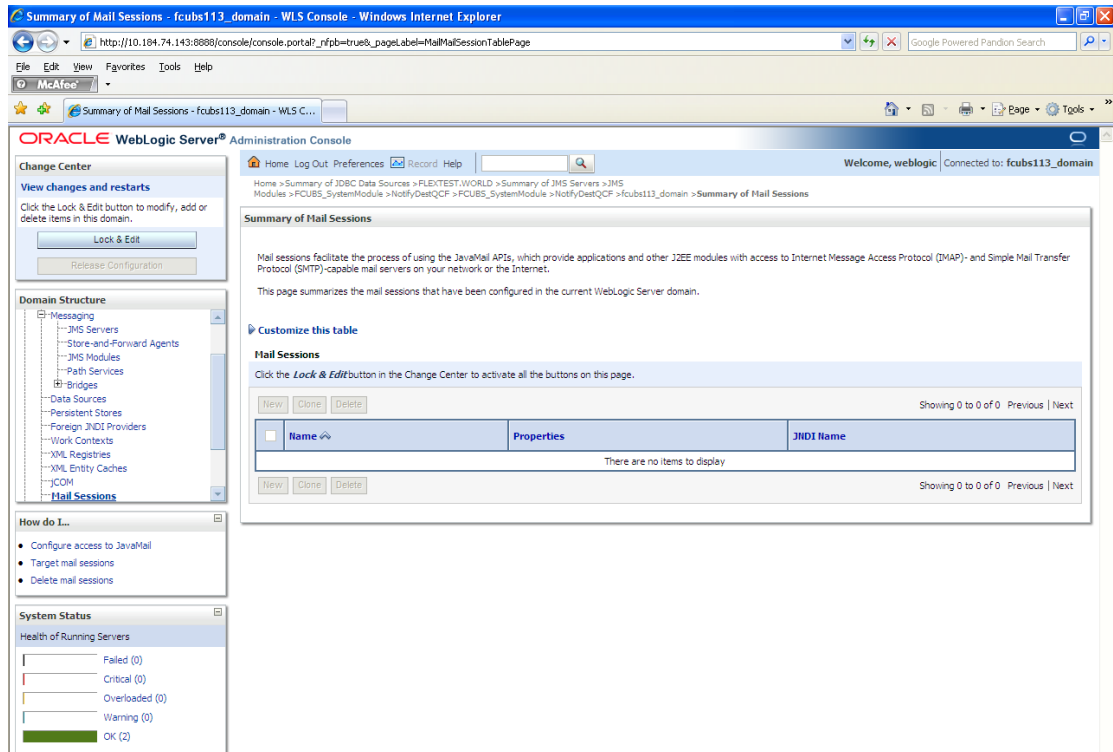 Summary of Mail Sessions - fcubs113_domain - WLS Console - Windows Internet Explorer
http://10.184.74.143:8888/console/console.portal?_nfpb=true&_pageLabel=MailMailSessionTablePage
Google Powered Pandion Search
File Edit View Favorites Tools Help
McAfee
Summary of Mail Sessions - fcubs113_domain - WLS C...
Page Tools »
ORACLE WebLogic Server® Administration Console
Change Center
View changes and restarts
Click the Lock & Edit button to modify, add or
delete items in this domain.
Lock & Edit
Release Configuration
Domain Structure
Messaging
JMS Servers
Store-and-Forward Agents
JMS Modules
Path Services
Bridges
Data Sources
Persistent Stores
Foreign JNDI Providers
Work Contexts
XML Registries
XML Entity Caches
jCOM
Mail Sessions
How do I...
Configure access to JavaMail
Target mail sessions
Delete mail sessions
System Status
Health of Running Servers
Failed (0)
Critical (0)
Overloaded (0)
Warning (0)
OK (2)
Home Log Out Preferences Record Help
Welcome, weblogic Connected to: fcubs113_domain
Home >Summary of JDBC Data Sources >FLEXTEST.WORLD >Summary of JMS Servers >JMS
Modules >FCUBS_SystemModule >NotifyDestQCF >FCUBS_SystemModule >NotifyDestQCF >fcubs113_domain >Summary of Mail Sessions
Summary of Mail Sessions
Mail sessions facilitate the process of using the JavaMail APIs, which provide applications and other J2EE modules with access to Internet Message Access Protocol (IMAP)- and Simple Mail Transfer
Protocol (SMTP)-capable mail servers on your network or the Internet.
This page summarizes the mail sessions that have been configured in the current WebLogic Server domain.
Customize this table
Mail Sessions
Click the Lock & Edit button in the Change Center to activate all the buttons on this page.
New Clone Delete Showing 0 to 0 of 0 Previous | Next
Name Properties JNDI Name
There are no items to display
New Clone Delete Showing 0 to 0 of 0 Previous | Next